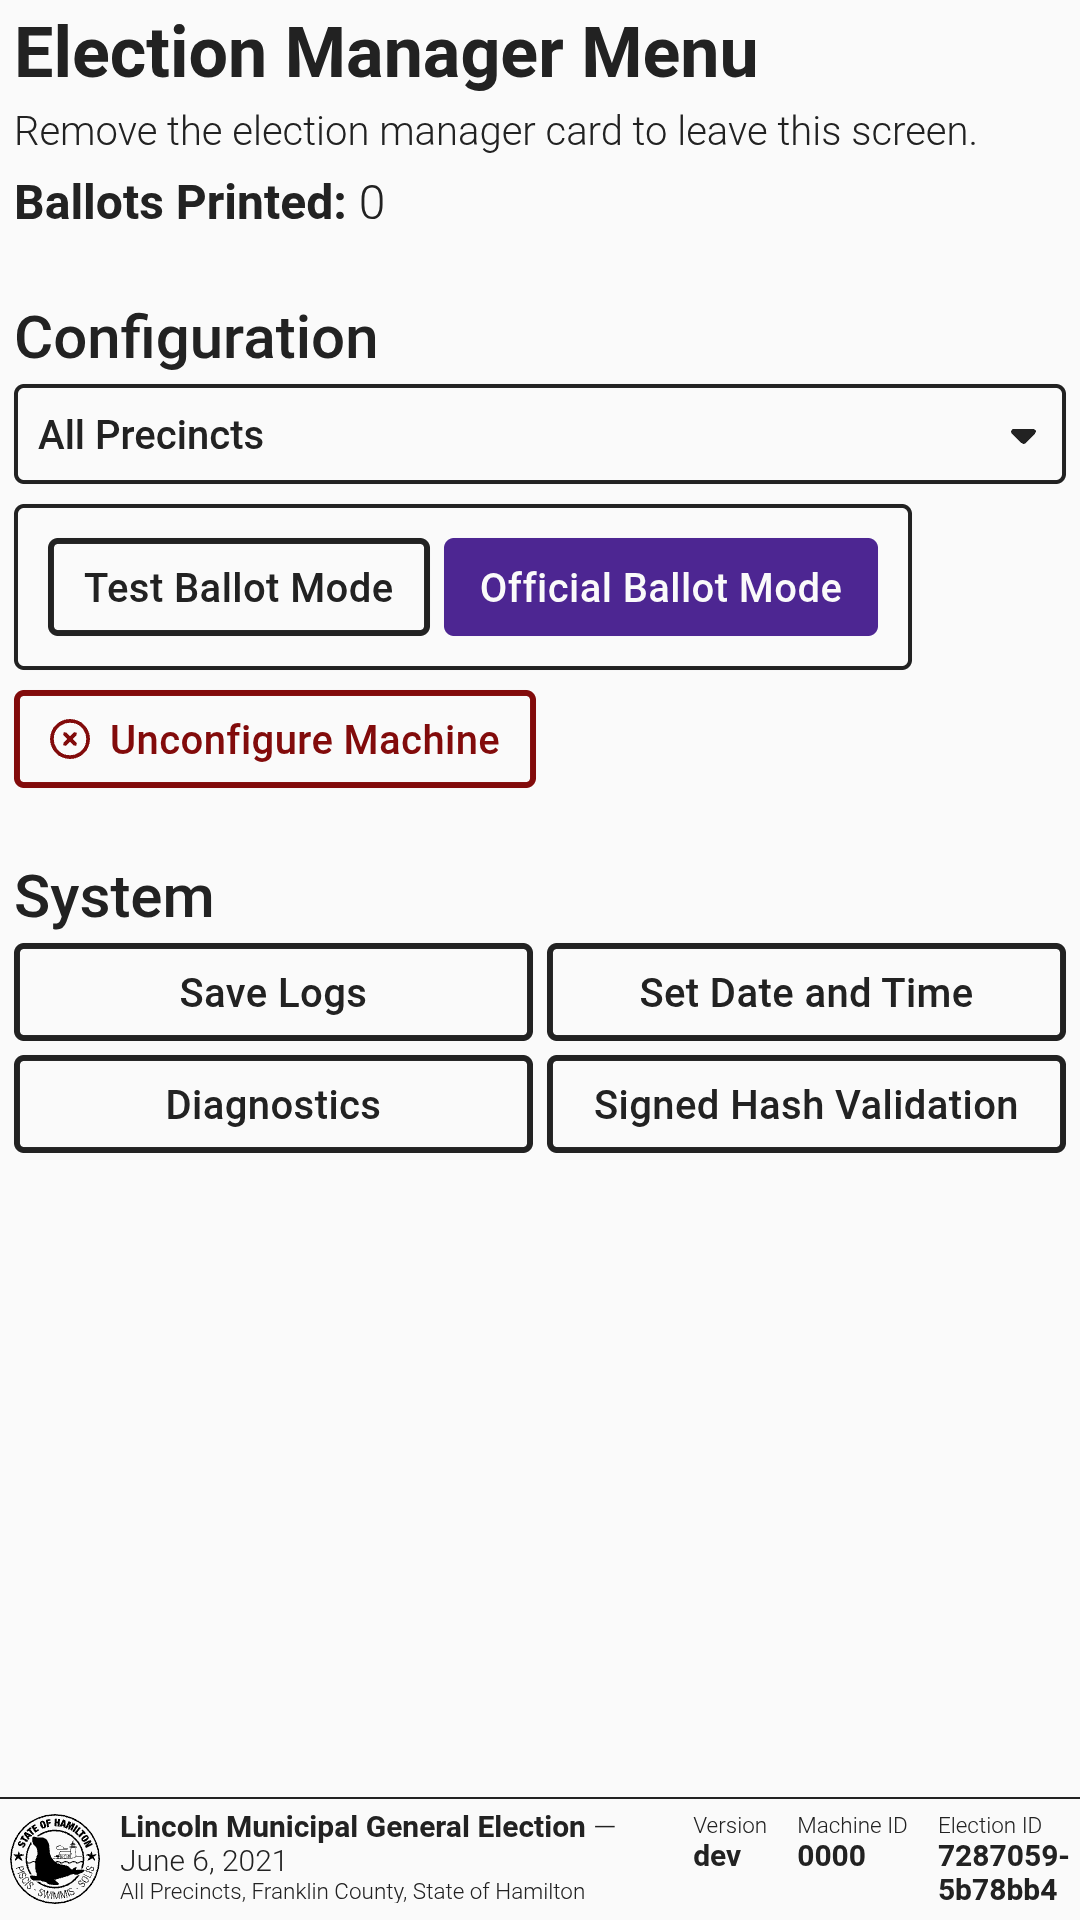 Election Manager Menu
Remove the election manager card to leave this screen.
Ballots Printed: 0
Configuration
All Precincts
Test Ballot Mode
Official Ballot Mode
Unconfigure Machine
System
Save Logs
Set Date and Time
Diagnostics
Signed Hash Validation
STATE OF HAMILTON
PISCIS · SWIMMIS · SOLIS
Lincoln Municipal General Election —
June 6, 2021
All Precincts, Franklin County, State of Hamilton
Version
dev
Machine ID
0000
Election ID
7287059-
5b78bb4